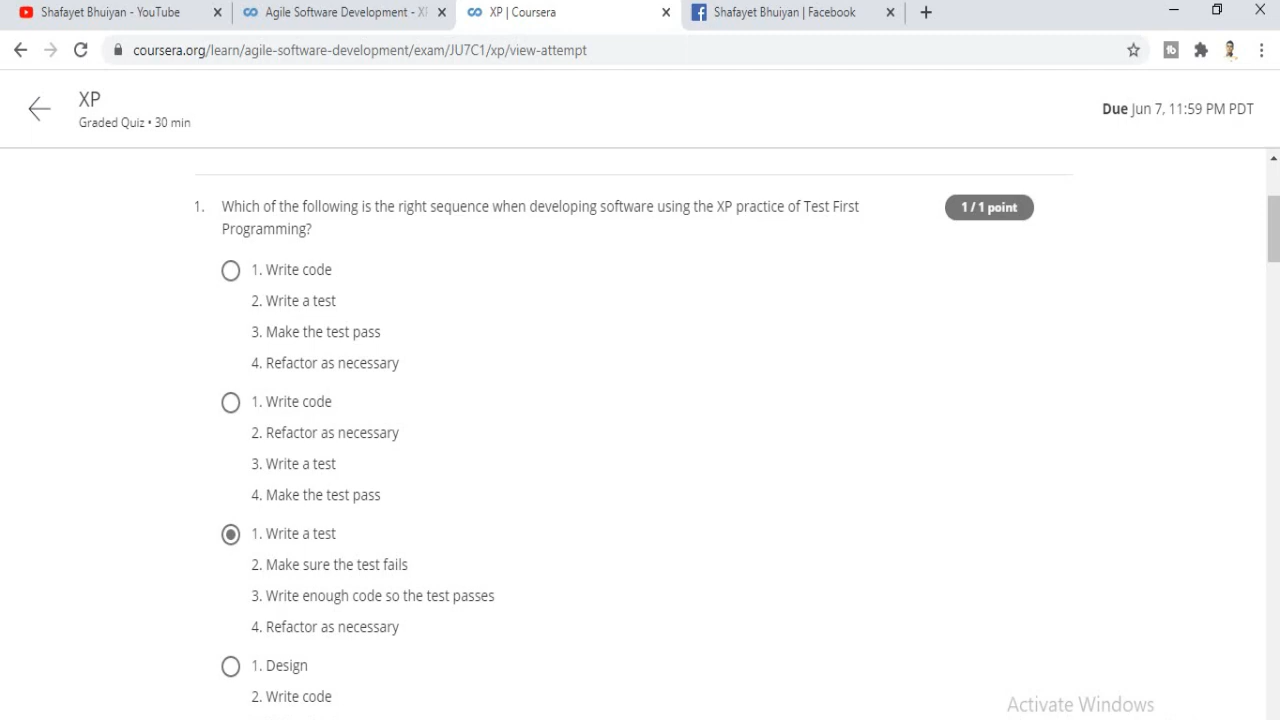 Shafayet Bhuiyan - YouTube
Agile Software Development -
XP | Coursera
Shafayet Bhuiyan | Facebook
coursera.org/learn/agile-software-development/exam/JU7C1/xp/view-attempt
XP
Graded Quiz • 30 min
Due Jun 7, 11:59 PM PDT
1. Which of the following is the right sequence when developing software using the XP practice of Test First
Programming?
1 / 1 point
1. Write code
2. Write a test
3. Make the test pass
4. Refactor as necessary
1. Write code
2. Refactor as necessary
3. Write a test
4. Make the test pass
1. Write a test
2. Make sure the test fails
3. Write enough code so the test passes
4. Refactor as necessary
1. Design
2. Write code
Activate Windows